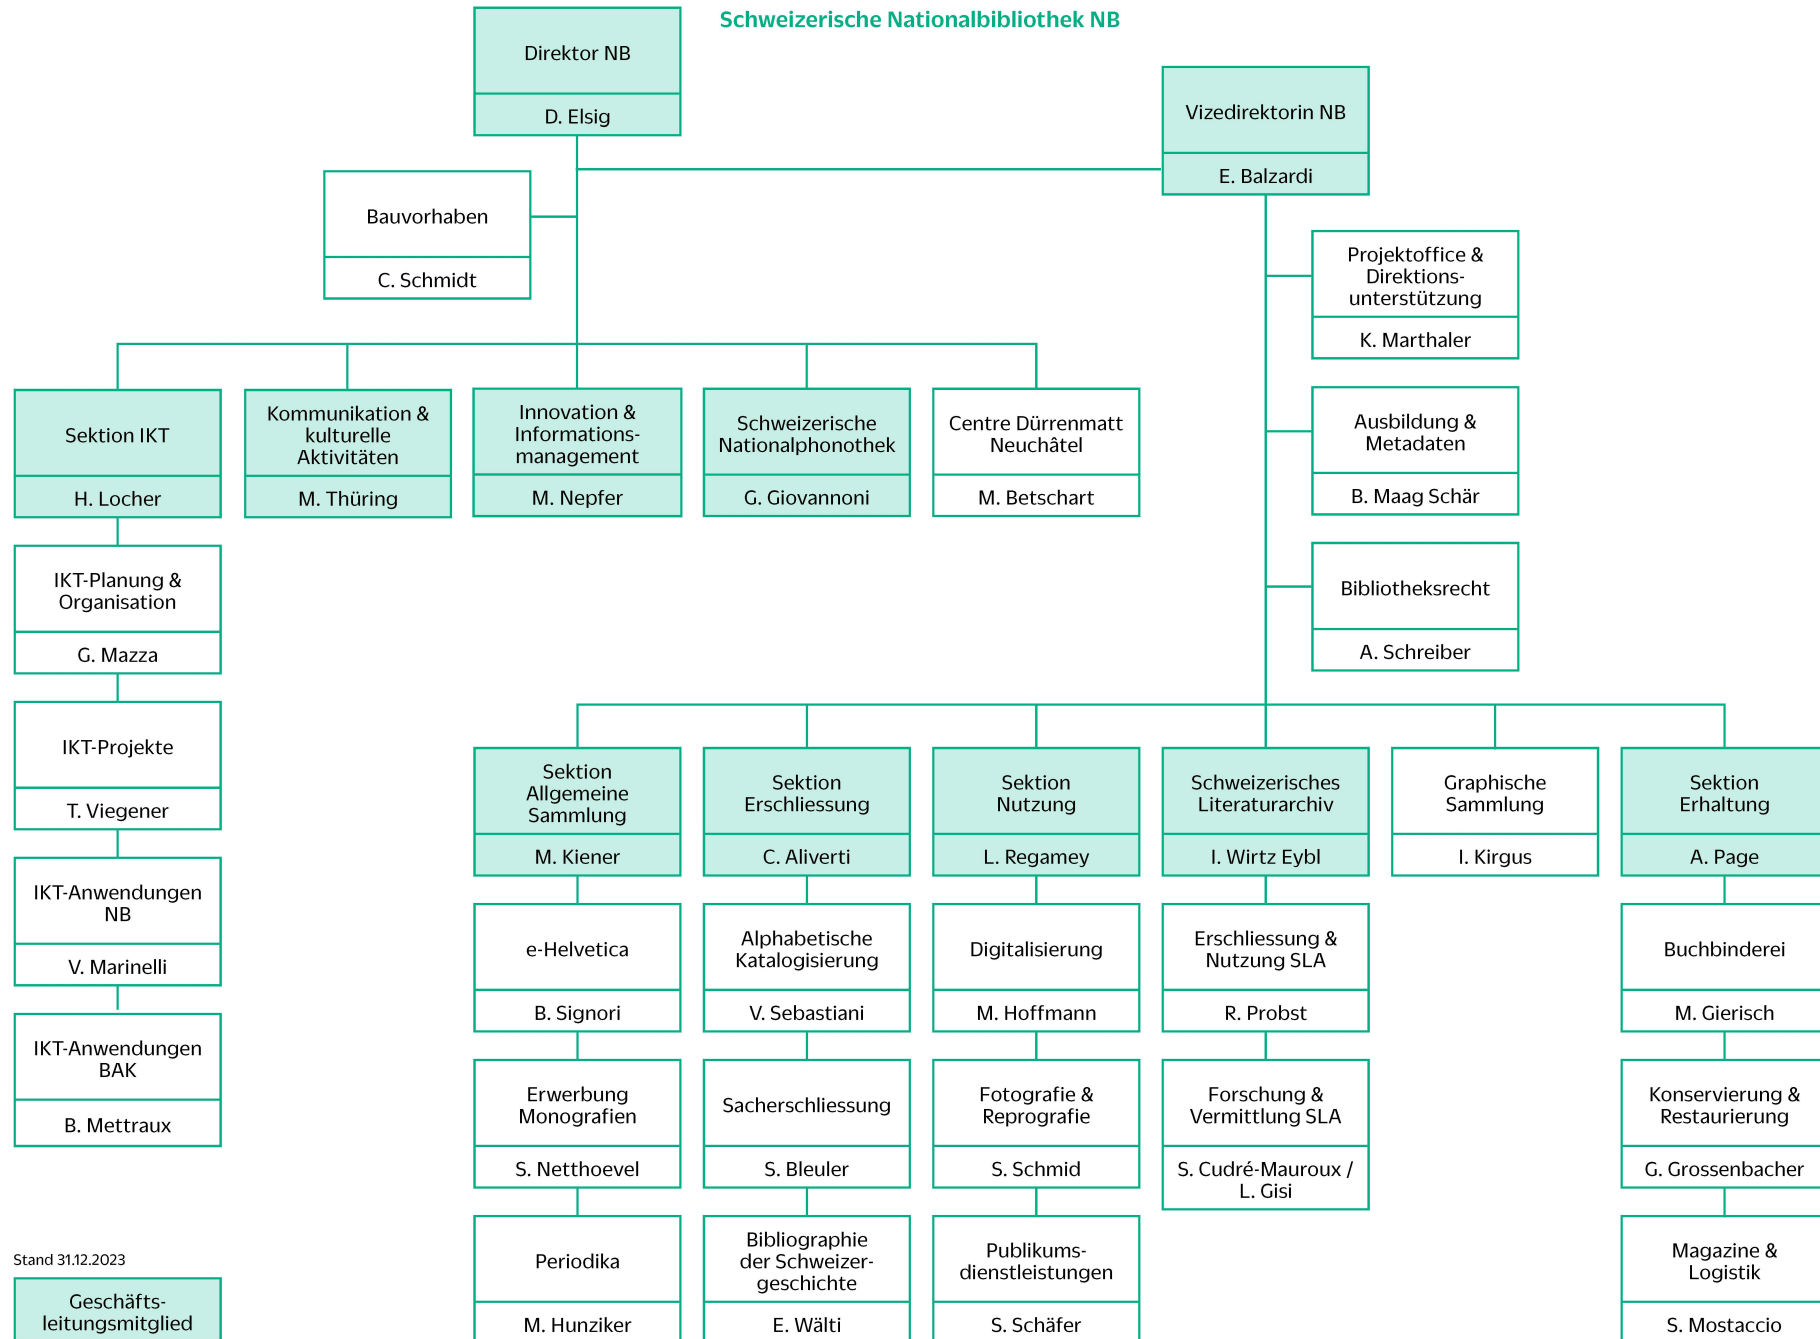 Schweizerische Nationalbibliothek NB
Direktor NB
D. Elsig
Vizedirektorin NB
E. Balzardi
Bauvorhaben
C. Schmidt
Projektoffice &
Direktions-
unterstützung
K. Marthaler
Ausbildung &
Metadaten
B. Maag Schär
Bibliotheksrecht
A. Schreiber
Sektion IKT
H. Locher
Kommunikation &
kulturelle
Aktivitäten
M. Thüring
Innovation &
Informations-
management
M. Nepfer
Schweizerische
Nationalphonothek
G. Giovannoni
Centre Dürrenmatt
Neuchâtel
M. Betschart
IKT-Planung &
Organisation
G. Mazza
IKT-Projekte
T. Viegener
IKT-Anwendungen
NB
V. Marinelli
IKT-Anwendungen
BAK
B. Mettraux
Sektion
Allgemeine
Sammlung
M. Kiener
e-Helvetica
B. Signori
Erwerbung
Monografien
S. Netthoevel
Periodika
M. Hunziker
Sektion
Erschliessung
C. Aliverti
Alphabetische
Katalogisierung
V. Sebastiani
Sacherschliessung
S. Bleuler
Bibliographie
der Schweizer-
geschichte
E. Wälti
Sektion
Nutzung
L. Regamey
Digitalisierung
M. Hoffmann
Fotografie &
Reprografie
S. Schmid
Publikums-
dienstleistungen
S. Schäfer
Schweizerisches
Literaturarchiv
I. Wirtz Eybl
Erschliessung &
Nutzung SLA
R. Probst
Forschung &
Vermittlung SLA
S. Cudré-Mauroux /
L. Gisi
Graphische
Sammlung
I. Kirgus
Sektion
Erhaltung
A. Page
Buchbinderei
M. Gierisch
Konservierung &
Restaurierung
G. Grossenbacher
Magazine &
Logistik
S. Mostaccio
Stand 31.12.2023
Geschäfts-
leitungsmitglied